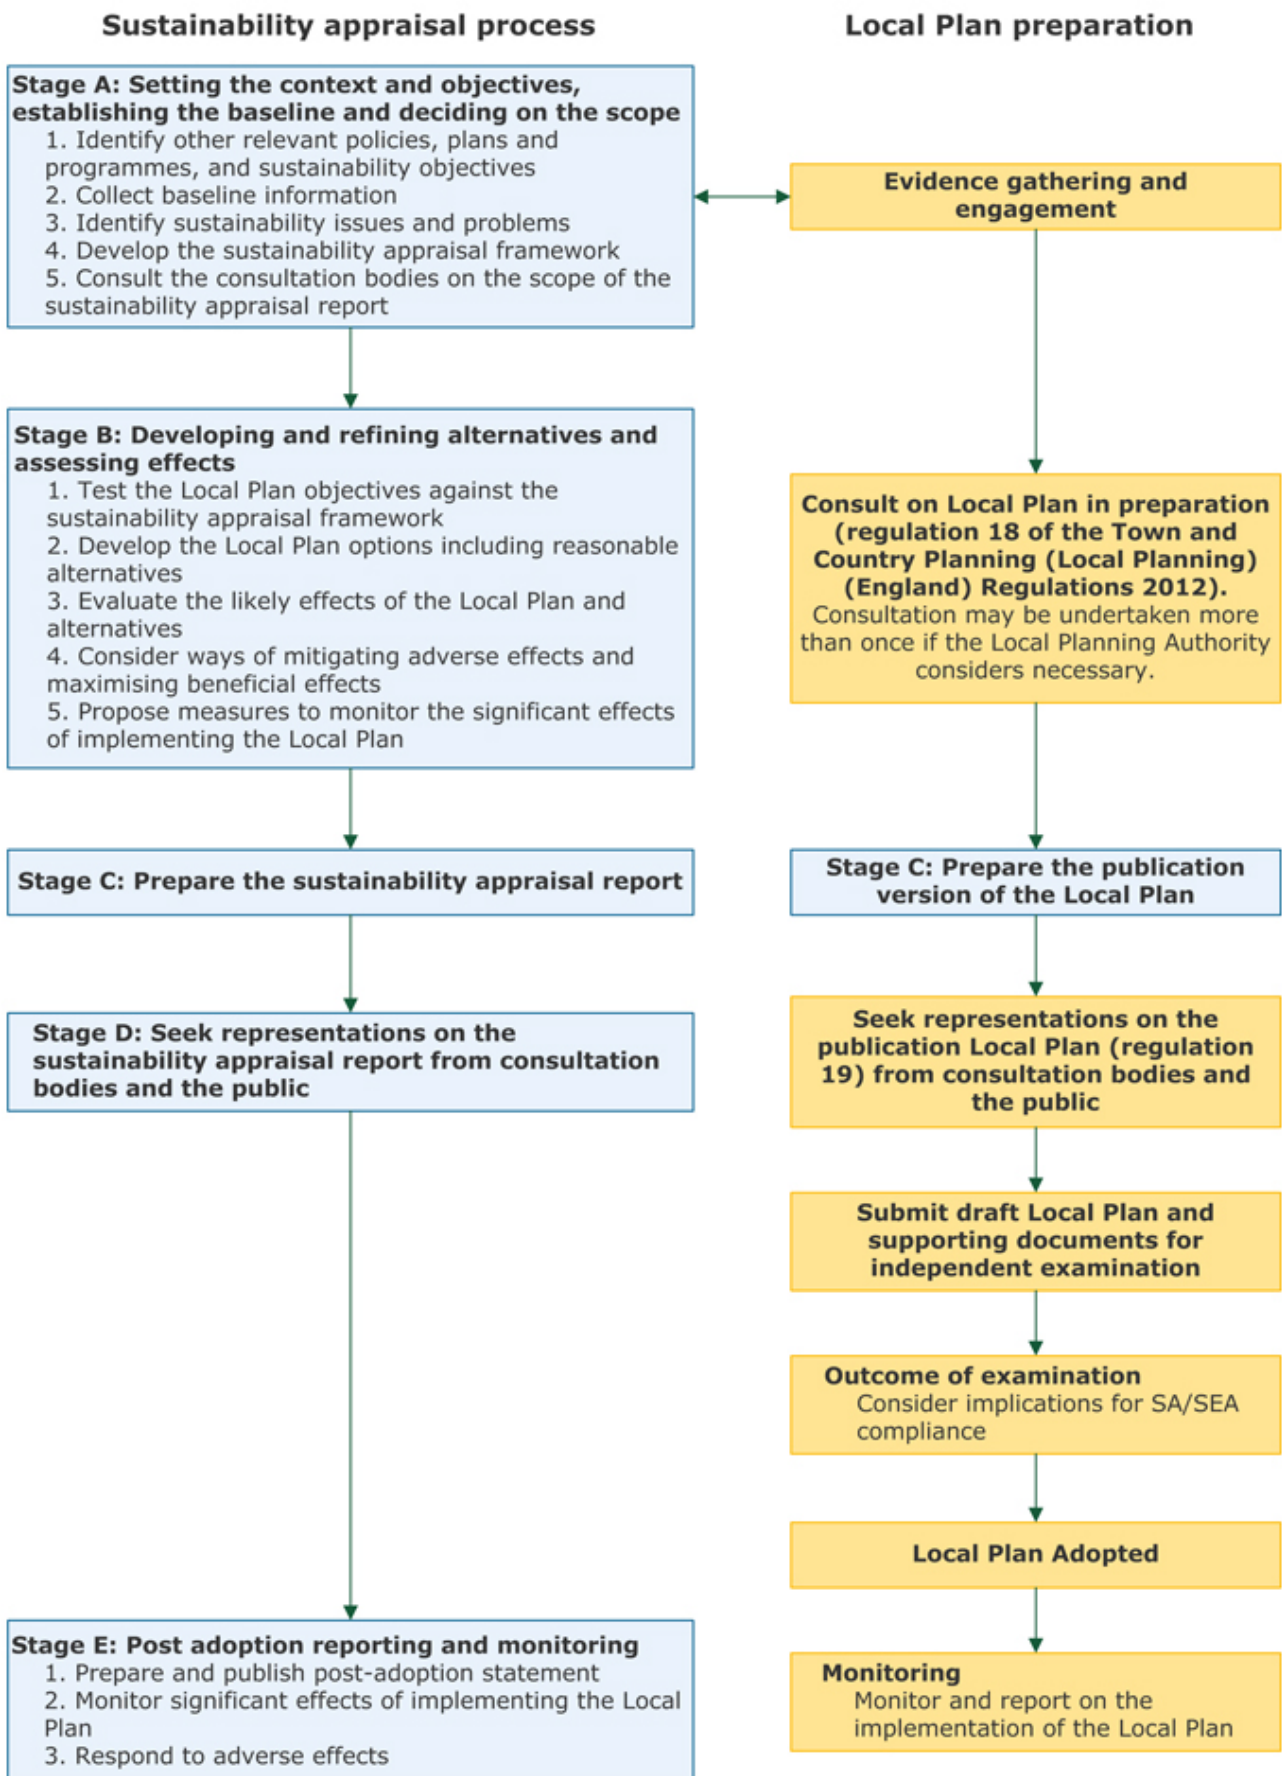 Sustainability appraisal process
Local Plan preparation
Stage A: Setting the context and objectives,
establishing the baseline and deciding on the scope
1. Identify other relevant policies, plans and
programmes, and sustainability objectives
2. Collect baseline information
3. Identify sustainability issues and problems
4. Develop the sustainability appraisal framework
5. Consult the consultation bodies on the scope of the
sustainability appraisal report
Evidence gathering and
engagement
Stage B: Developing and refining alternatives and
assessing effects
1. Test the Local Plan objectives against the
sustainability appraisal framework
2. Develop the Local Plan options including reasonable
alternatives
3. Evaluate the likely effects of the Local Plan and
alternatives
4. Consider ways of mitigating adverse effects and
maximising beneficial effects
5. Propose measures to monitor the significant effects
of implementing the Local Plan
Consult on Local Plan in preparation
(regulation 18 of the Town and
Country Planning (Local Planning)
(England) Regulations 2012).
Consultation may be undertaken more
than once if the Local Planning Authority
considers necessary.
Stage C: Prepare the sustainability appraisal report
Stage C: Prepare the publication
version of the Local Plan
Stage D: Seek representations on the
sustainability appraisal report from consultation
bodies and the public
Seek representations on the
publication Local Plan (regulation
19) from consultation bodies and
the public
Submit draft Local Plan and
supporting documents for
independent examination
Outcome of examination
Consider implications for SA/SEA
compliance
Local Plan Adopted
Stage E: Post adoption reporting and monitoring
1. Prepare and publish post-adoption statement
2. Monitor significant effects of implementing the Local
Plan
3. Respond to adverse effects
Monitoring
Monitor and report on the
implementation of the Local Plan